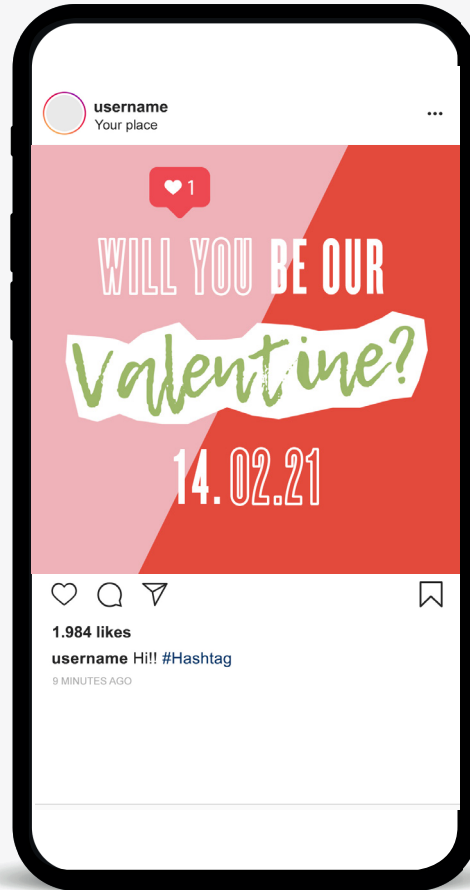 username
Your place
1
WILL YOU BE OUR
Valentine?
14.02.21
1.984 likes
username Hi!! #Hashtag
9 MINUTES AGO